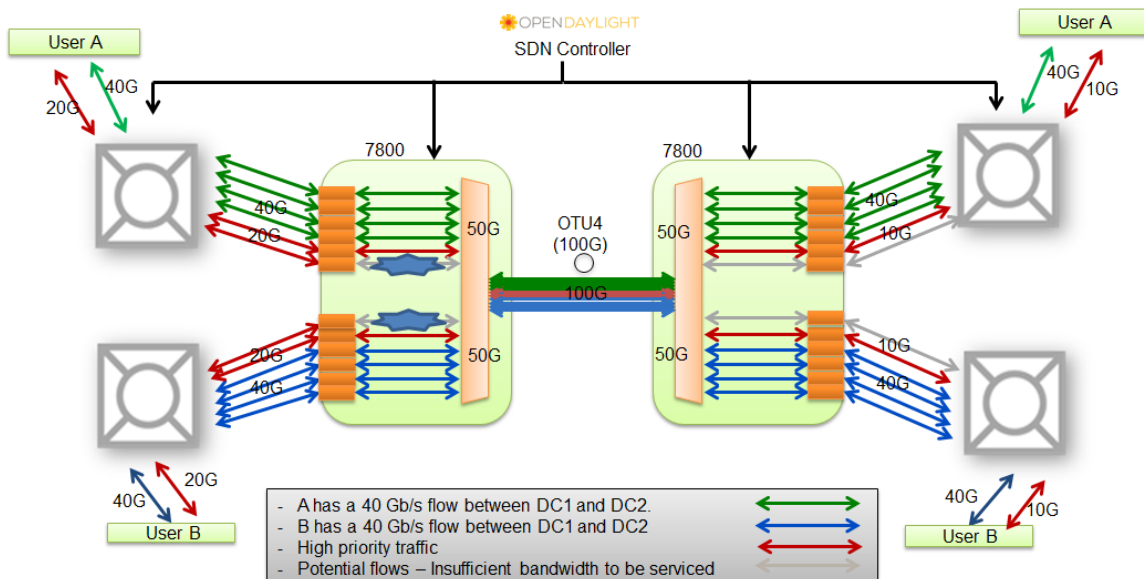 OPENDAYLIGHT
SDN Controller
User A
User A
20G
40G
40G
10G
7800
7800
40G
20G
50G
OTU4
(100G)
50G
40G
10G
100G
20G
40G
50G
50G
10G
40G
40G
20G
User B
40G
10G
User B
- A has a 40 Gb/s flow between DC1 and DC2.
- B has a 40 Gb/s flow between DC1 and DC2
- High priority traffic
- Potential flows – Insufficient bandwidth to be serviced